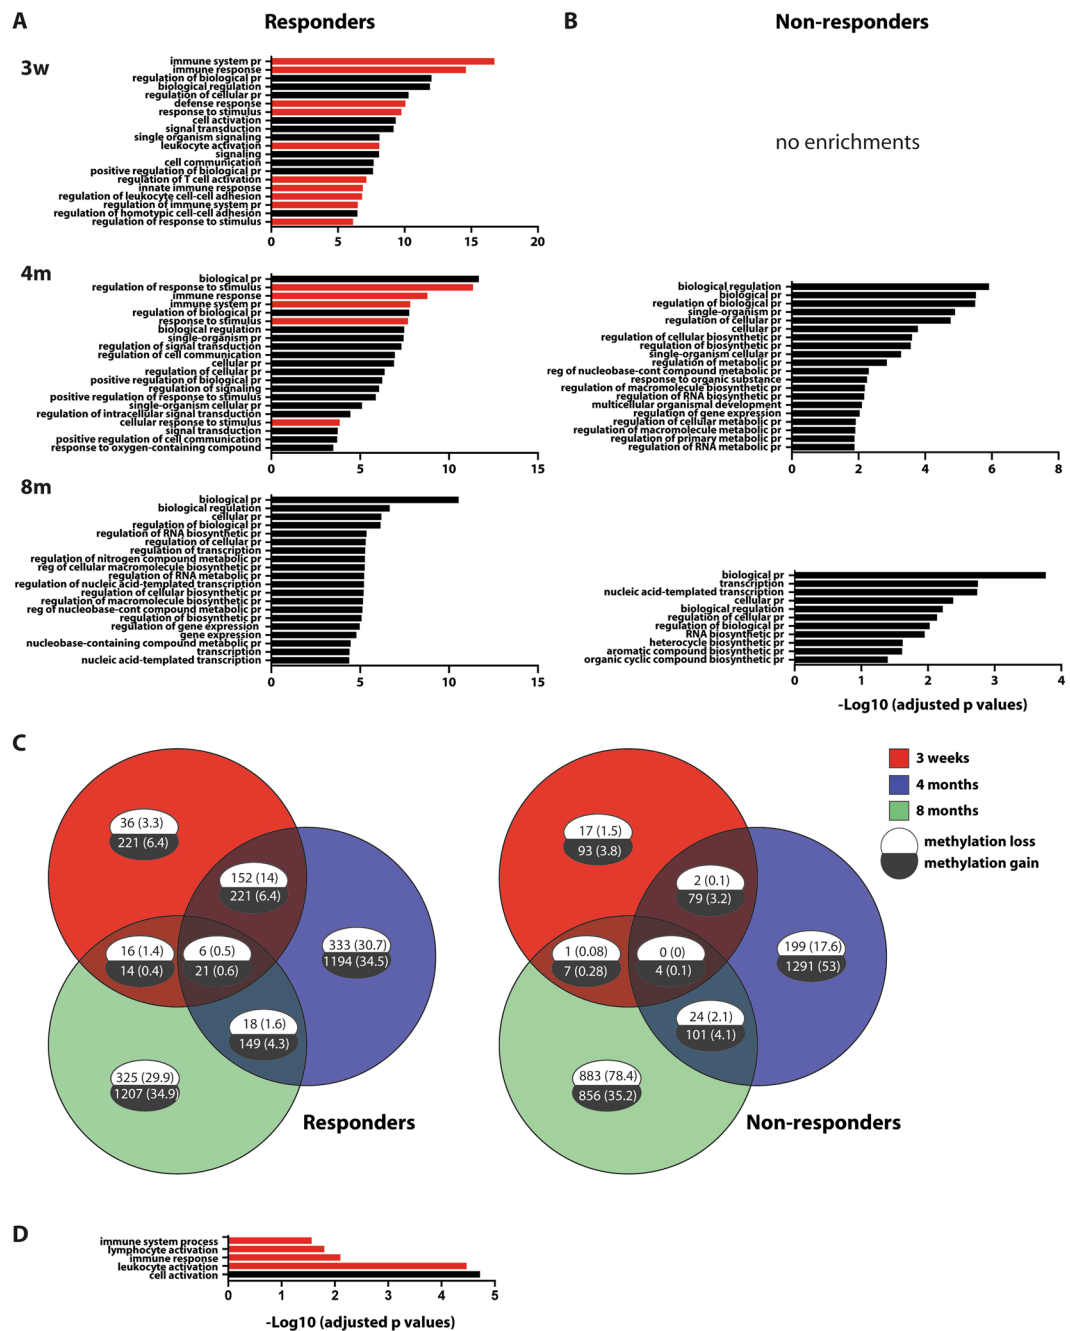 A
Responders
B
Non-responders
3w
immune system pr
immune response
regulation of biological pr
biological regulation
regulation of cellular pr
defense response
response to stimulus
cell activation
signal transduction
single organism signaling
leukocyte activation
signaling
cell communication
positive regulation of biological pr
regulation of T cell activation
innate immune response
regulation of leukocyte cell-cell adhesion
regulation of immune system pr
regulation of homotypic cell-cell adhesion
regulation of response to stimulus
0 5 10 15 20
no enrichments
4m
biological pr
regulation of response to stimulus
immune response
immune system pr
regulation of biological pr
response to stimulus
biological regulation
single-organism pr
regulation of signal transduction
regulation of cell communication
cellular pr
regulation of cellular pr
positive regulation of biological pr
regulation of signaling
positive regulation of response to stimulus
single-organism cellular pr
regulation of intracellular signal transduction
cellular response to stimulus
signal transduction
positive regulation of cell communication
response to oxygen-containing compound
0 5 10 15
biological regulation
biological pr
regulation of biological pr
single-organism pr
regulation of cellular pr
cellular pr
regulation of cellular biosynthetic pr
regulation of biosynthetic pr
single-organism cellular pr
regulation of metabolic pr
reg of nucleobase-cont compound metabolic pr
response to organic substance
regulation of macromolecule biosynthetic pr
regulation of RNA biosynthetic pr
multicellular organismal development
regulation of gene expression
regulation of cellular metabolic pr
regulation of macromolecule metabolic pr
regulation of primary metabolic pr
regulation of RNA metabolic pr
0 2 4 6 8
8m
biological pr
biological regulation
cellular pr
regulation of biological pr
regulation of RNA biosynthetic pr
regulation of cellular pr
regulation of transcription
regulation of nitrogen compound metabolic pr
reg of cellular macromolecule biosynthetic pr
regulation of RNA metabolic pr
regulation of nucleic acid-templated transcription
regulation of cellular biosynthetic pr
regulation of macromolecule biosynthetic pr
reg of nucleobase-cont compound metabolic pr
regulation of biosynthetic pr
regulation of gene expression
gene expression
nucleobase-containing compound metabolic pr
transcription
nucleic acid-templated transcription
0 5 10 15
biological pr
transcription
nucleic acid-templated transcription
cellular pr
biological regulation
regulation of cellular pr
regulation of biological pr
RNA biosynthetic pr
heterocycle biosynthetic pr
aromatic compound biosynthetic pr
organic cyclic compound biosynthetic pr
0 1 2 3 4
-Log10 (adjusted p values)
C
36 (3.3)
221 (6.4)
152 (14)
221 (6.4)
16 (1.4)
14 (0.4)
6 (0.5)
21 (0.6)
333 (30.7)
1194 (34.5)
18 (1.6)
149 (4.3)
325 (29.9)
1207 (34.9)
Responders
17 (1.5)
93 (3.8)
2 (0.1)
79 (3.2)
1 (0.08)
7 (0.28)
0 (0)
4 (0.1)
199 (17.6)
1291 (53)
24 (2.1)
101 (4.1)
883 (78.4)
856 (35.2)
Non-responders
3 weeks
4 months
8 months
methylation loss
methylation gain
D
immune system process
lymphocyte activation
immune response
leukocyte activation
cell activation
0 1 2 3 4 5
-Log10 (adjusted p values)